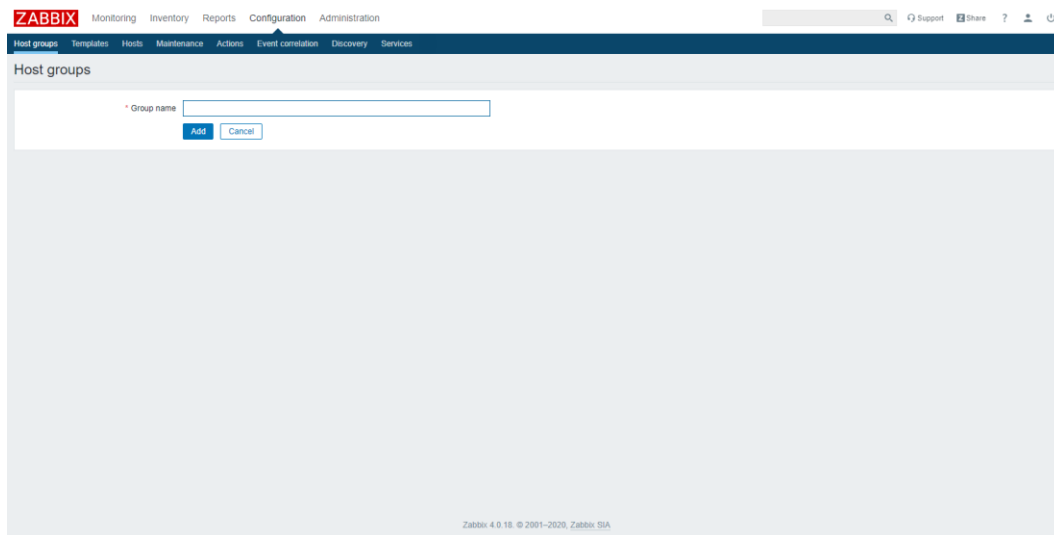 ZABBIX Monitoring Inventory Reports Configuration Administration Support Z Share ?
Host groups Templates Hosts Maintenance Actions Event correlation Discovery Services
Host groups
* Group name
Add Cancel
Zabbix 4.0.18. © 2001–2020, Zabbix SIA